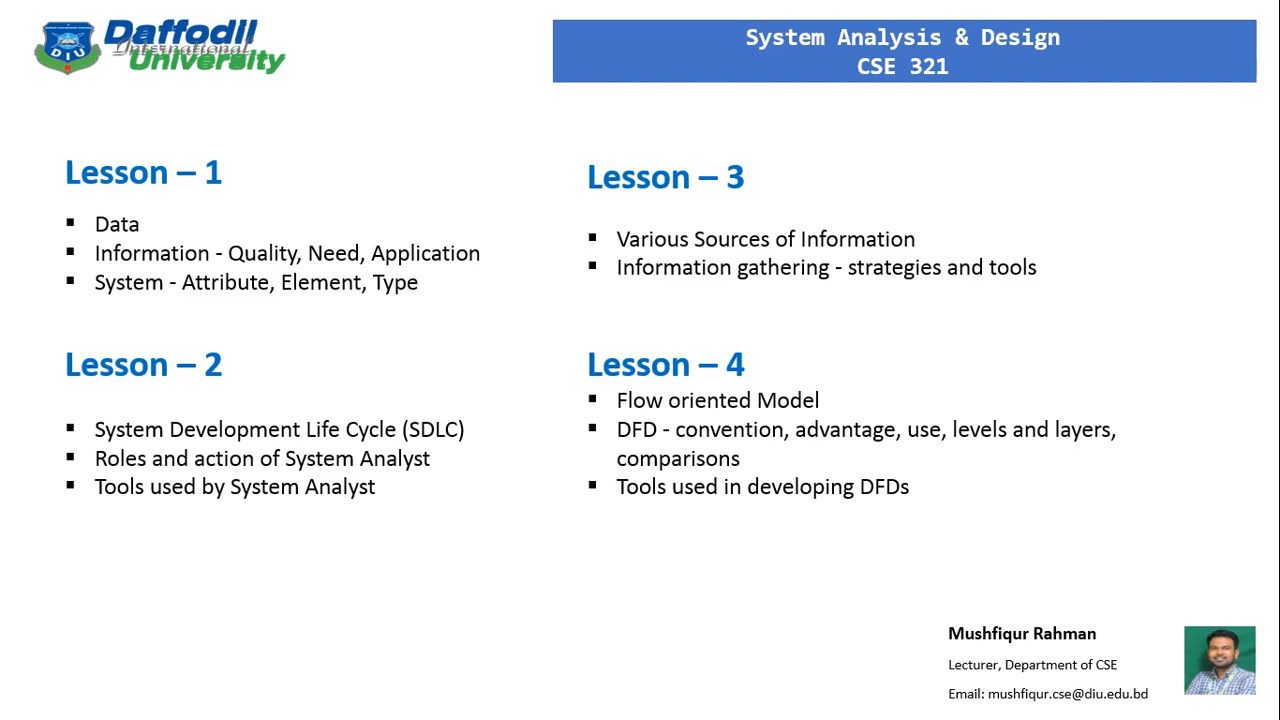 Daffodil
International
University
DIU
System Analysis & Design
CSE 321
Lesson – 1
▪ Data
▪ Information - Quality, Need, Application
▪ System - Attribute, Element, Type
Lesson – 2
▪ System Development Life Cycle (SDLC)
▪ Roles and action of System Analyst
▪ Tools used by System Analyst
Lesson – 3
▪ Various Sources of Information
▪ Information gathering - strategies and tools
Lesson – 4
▪ Flow oriented Model
▪ DFD - convention, advantage, use, levels and layers,
comparisons
▪ Tools used in developing DFDs
Mushfiqur Rahman
Lecturer, Department of CSE
Email: mushfiqur.cse@diu.edu.bd